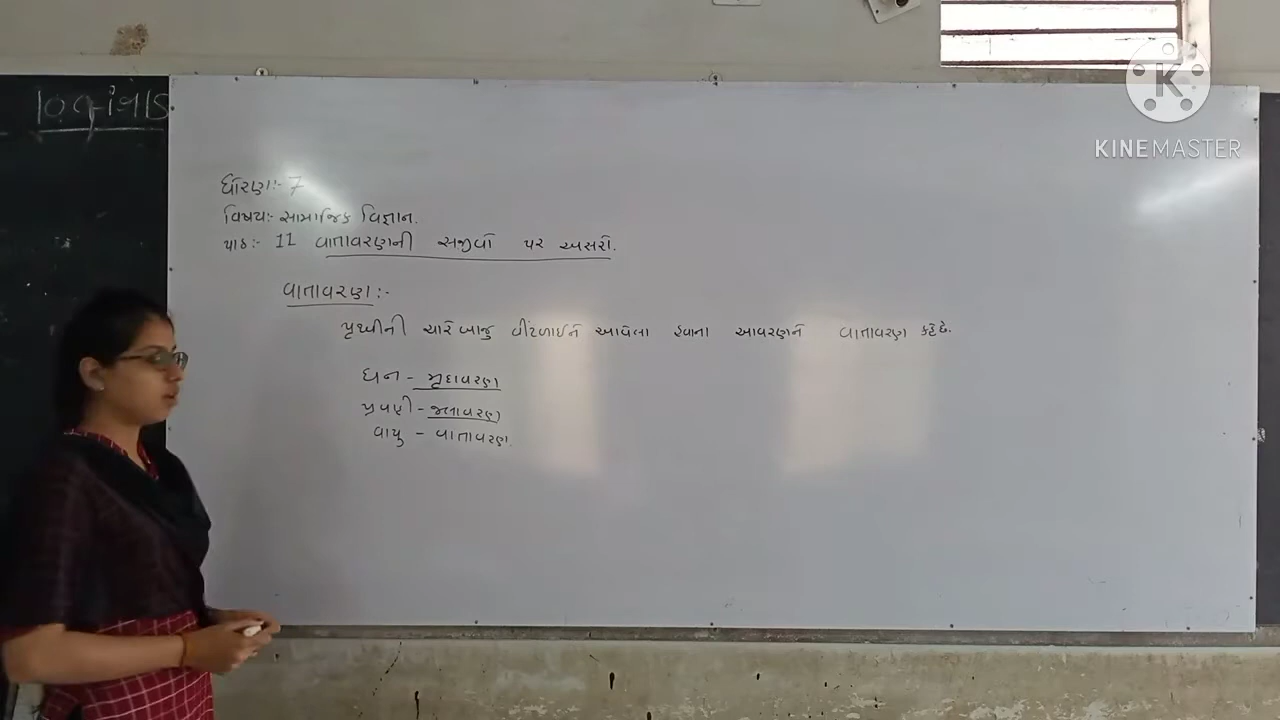 ધોરણ:- 7
વિષય:- સામાજિક વિજ્ઞાન.
પાઠ:- 11 વાતાવરણની સજીવો પર અસરો.
વાતાવરણ:-
પૃથ્વીની ચારે બાજુ વીંટળાઈને આવેલા હવાના આવરણને વાતાવરણ કહે છે.
ઘન - મૃદાવરણ
પ્રવાહી - જલાવરણ
વાયુ - વાતાવરણ.
KINEMASTER